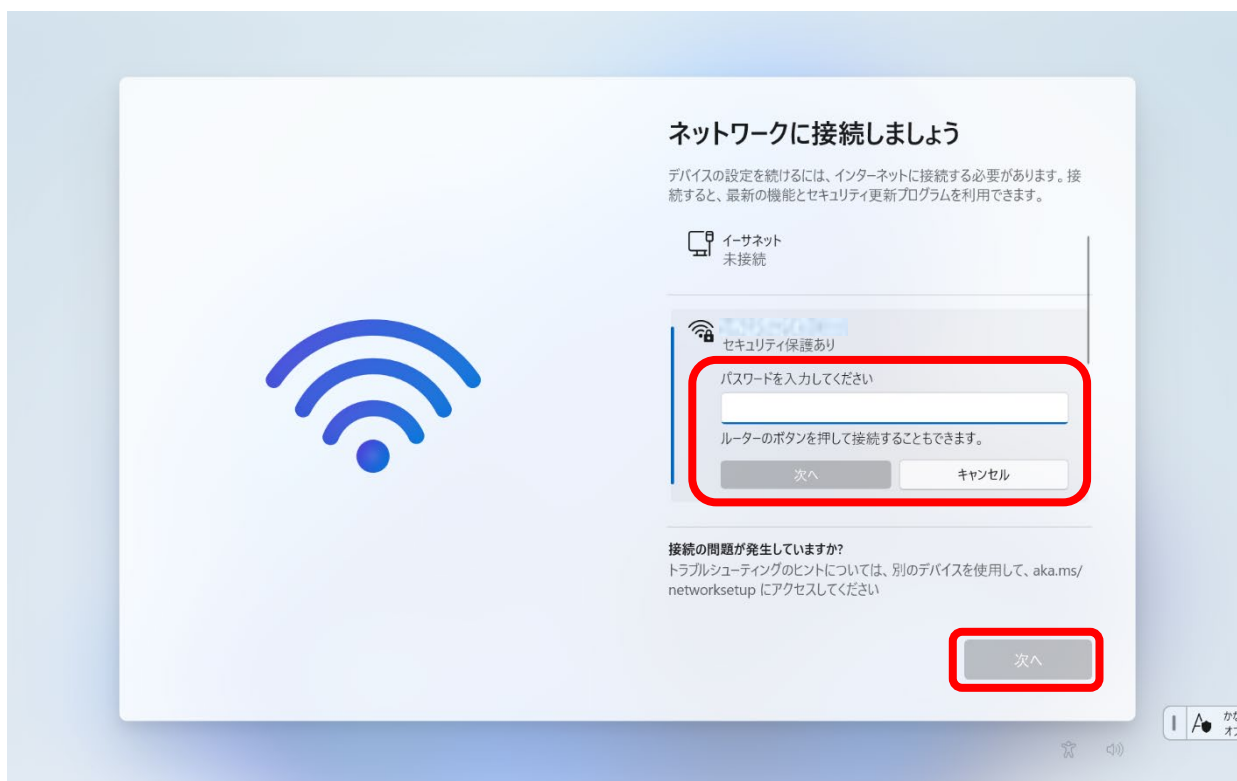 ネットワークに接続しましょう
デバイスの設定を続けるには、インターネットに接続する必要があります。接
続すると、最新の機能とセキュリティ更新プログラムを利用できます。
イーサネット
未接続
セキュリティ保護あり
パスワードを入力してください
ルーターのボタンを押して接続することもできます。
次へ キャンセル
接続の問題が発生していますか?
トラブルシューティングのヒントについては、別のデバイスを使用して、aka.ms/
networksetup にアクセスしてください
次へ
A